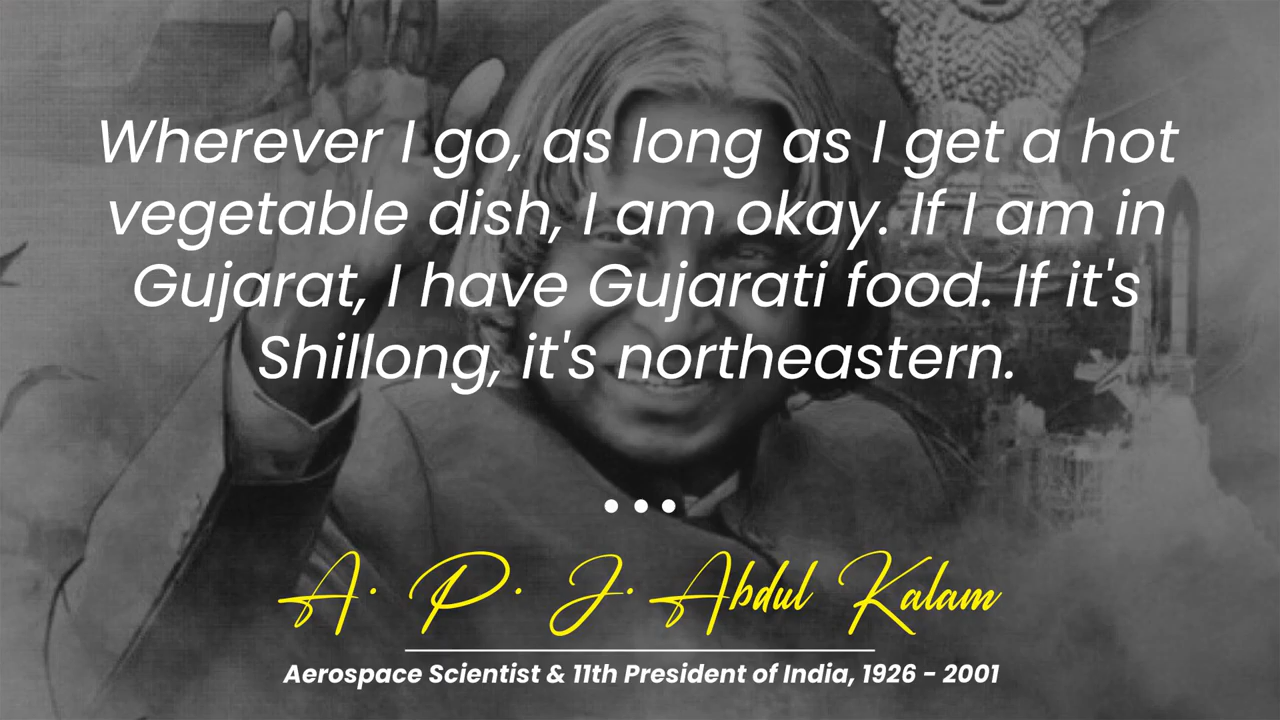 Wherever I go, as long as I get a hot
vegetable dish, I am okay. If I am in
Gujarat, I have Gujarati food. If it's
Shillong, it's northeastern.
A. P. J. Abdul Kalam
Aerospace Scientist & 11th President of India, 1926 - 2001